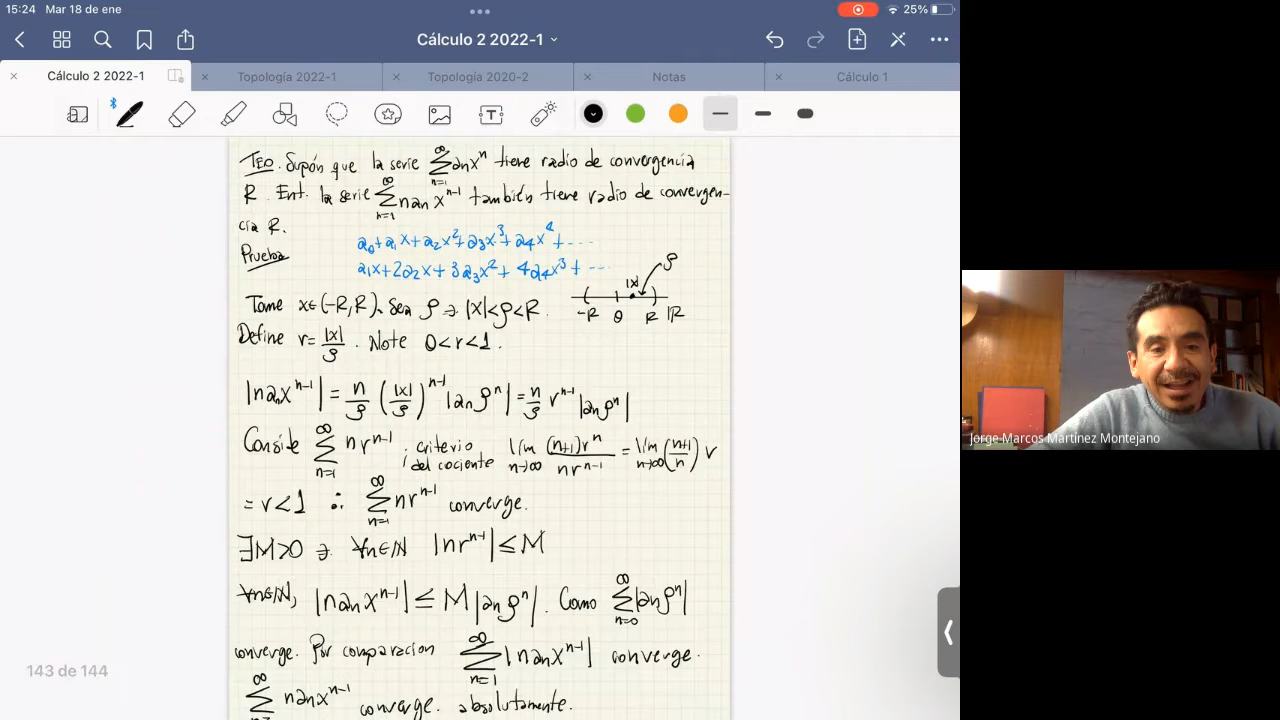 15:24 Mar 18 de ene
25%
Cálculo 2 2022-1
Cálculo 2 2022-1
Topología 2022-1
Topología 2020-2
Notas
Cálculo 1
TEO. Supón que la serie ∑_{n=1}^{∞} a_n x^n tiene radio de convergencia
R. Ent. la serie ∑_{n=1}^{∞} n a_n x^{n-1} también tiene radio de convergen-
cia R.
a_0 + a_1 x + a_2 x^2 + a_3 x^3 + a_4 x^4 + ----
Prueba
a_1 x + 2a_2 x + 3a_3 x^2 + 4a_4 x^3 + ----
Tome x∈(-R,R). Sea ρ ∋ |x|<ρ<R.
-R 0 |x| R ρ ℝ
Define r = |x|/ρ. Note 0<r<1.
|n a_n x^{n-1}| = n/ρ (|x|/ρ)^{n-1} |a_n ρ^n| = n/ρ r^{n-1} |a_n ρ^n|
Conside ∑_{n=1}^{∞} n r^{n-1} ; criterio del cociente lím_{n→∞} (n+1)r^n / n r^{n-1} = lím_{n→∞} (n+1/n) r
= r<1 ∴ ∑_{n=1}^{∞} n r^{n-1} converge.
∃M>0 ∋ ∀n∈ℕ |n r^{n-1}| ≤ M
∀n∈ℕ, |n a_n x^{n-1}| ≤ M |a_n ρ^n|. Como ∑_{n=0}^{∞} |a_n ρ^n|
converge. Por comparación ∑_{n=1}^{∞} |n a_n x^{n-1}| converge.
∑^{∞} n a_n x^{n-1} converge. absolutamente.
143 de 144
Jorge-Marcos Martínez Montejano